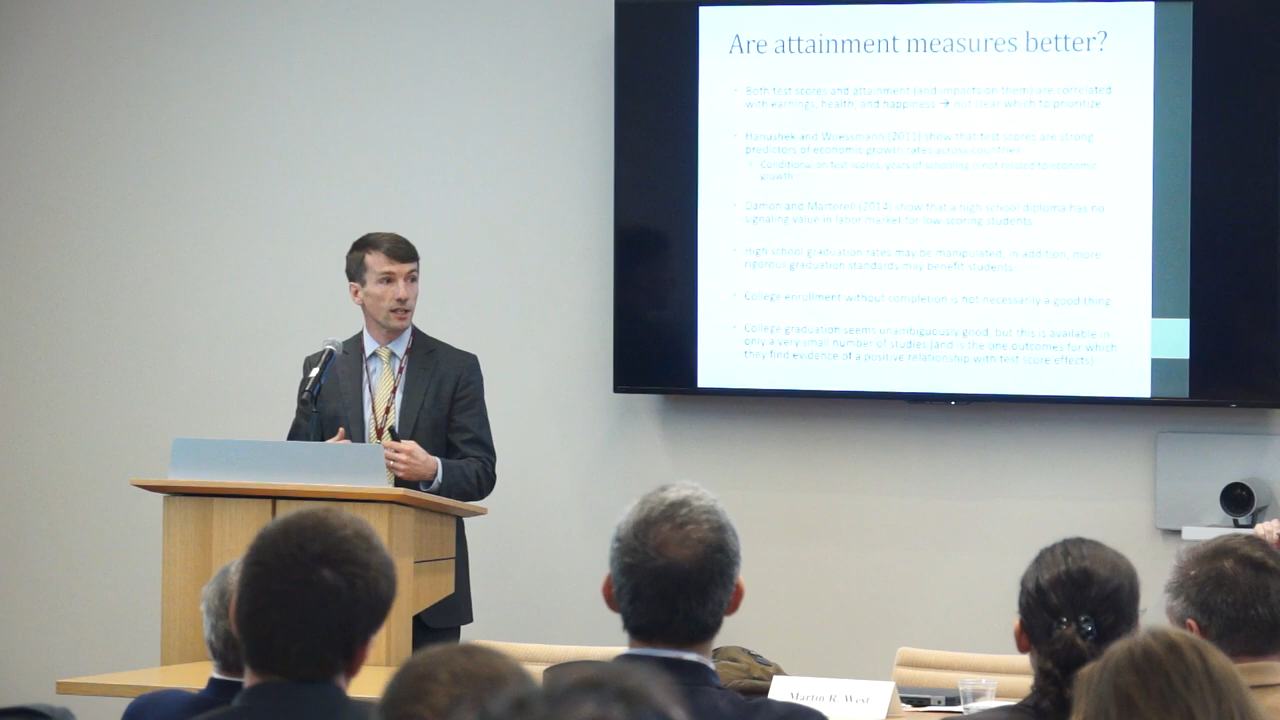 Are attainment measures better?
Both test scores and attainment (and impacts on them) are correlated
with earnings, health, and happiness → not clear which to prioritize
Hanushek and Woessmann (2011) show that test scores are strong
predictors of economic growth rates across countries
Conditional on test scores, years of schooling is not related to economic
growth
Damon and Martorell (2014) show that a high school diploma has no
signaling value in labor market for low-scoring students
High school graduation rates may be manipulated; in addition, more
rigorous graduation standards may benefit students
College enrollment without completion is not necessarily a good thing
College graduation seems unambiguously good, but this is available in
only a very small number of studies (and is the one outcomes for which
they find evidence of a positive relationship with test score effects)
Martin R. West